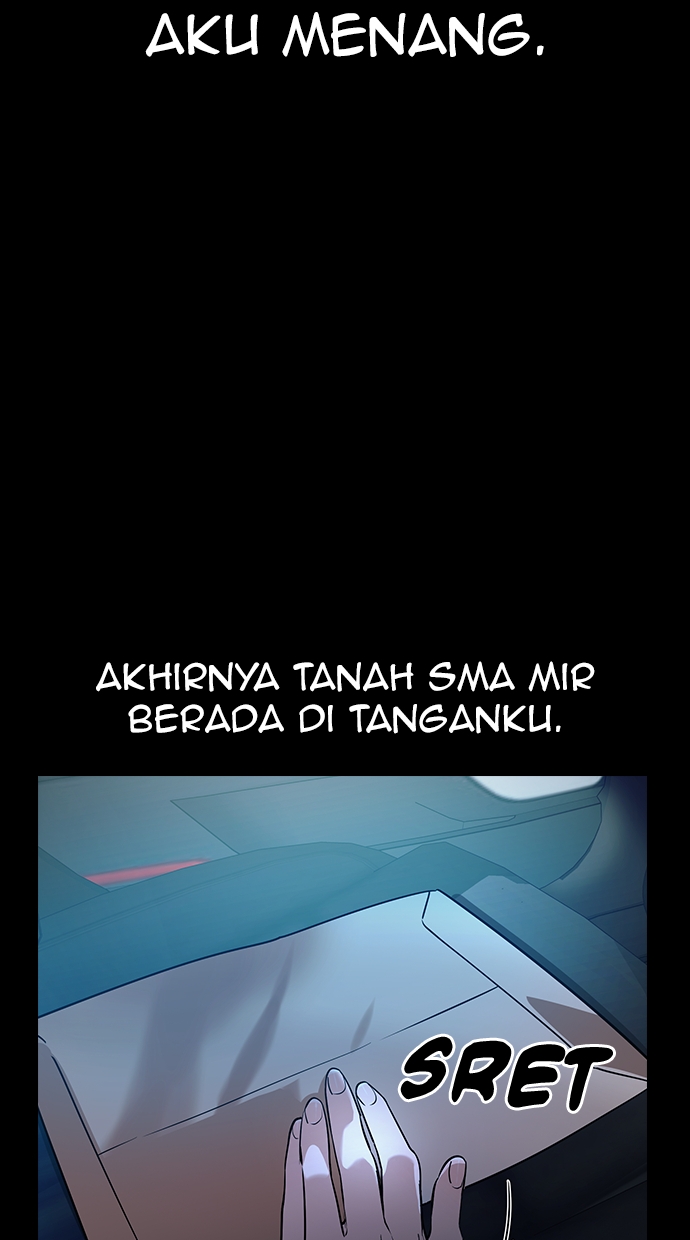 AKU MENANG.
AKHIRNYA TANAH SMA MIR
BERADA DI TANGANKU.
SRET